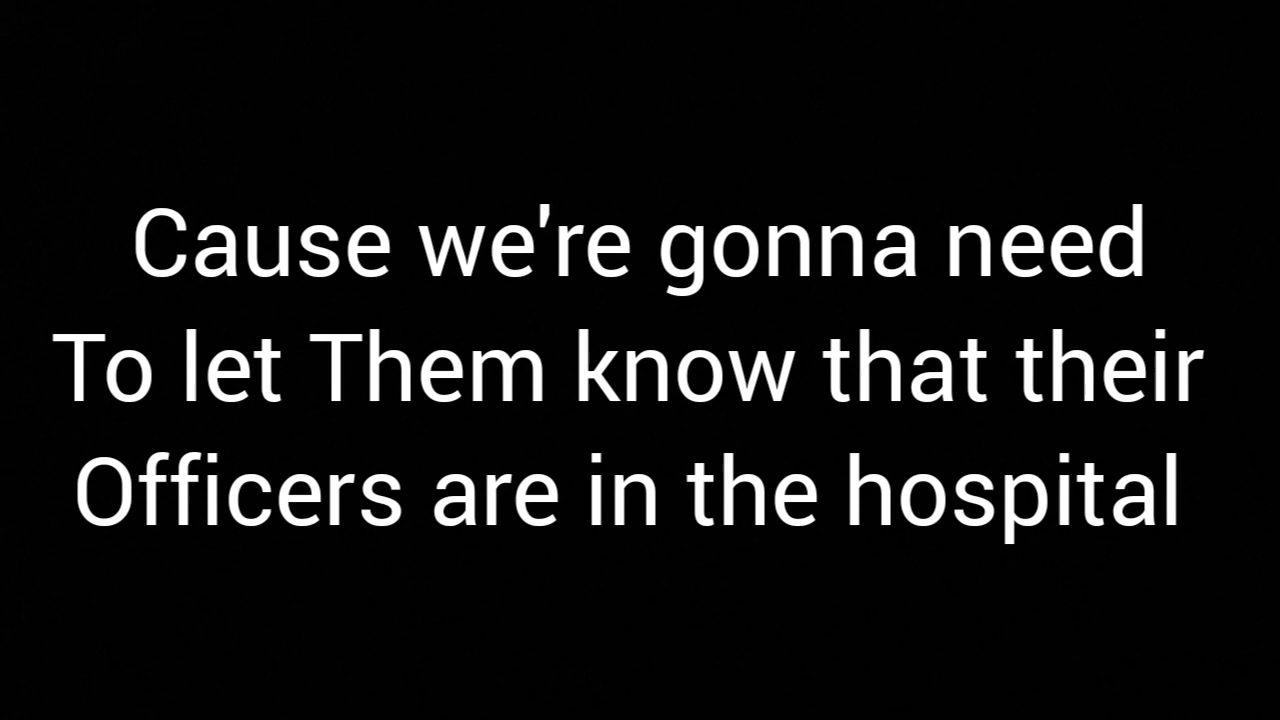 Cause we're gonna need
To let Them know that their
Officers are in the hospital